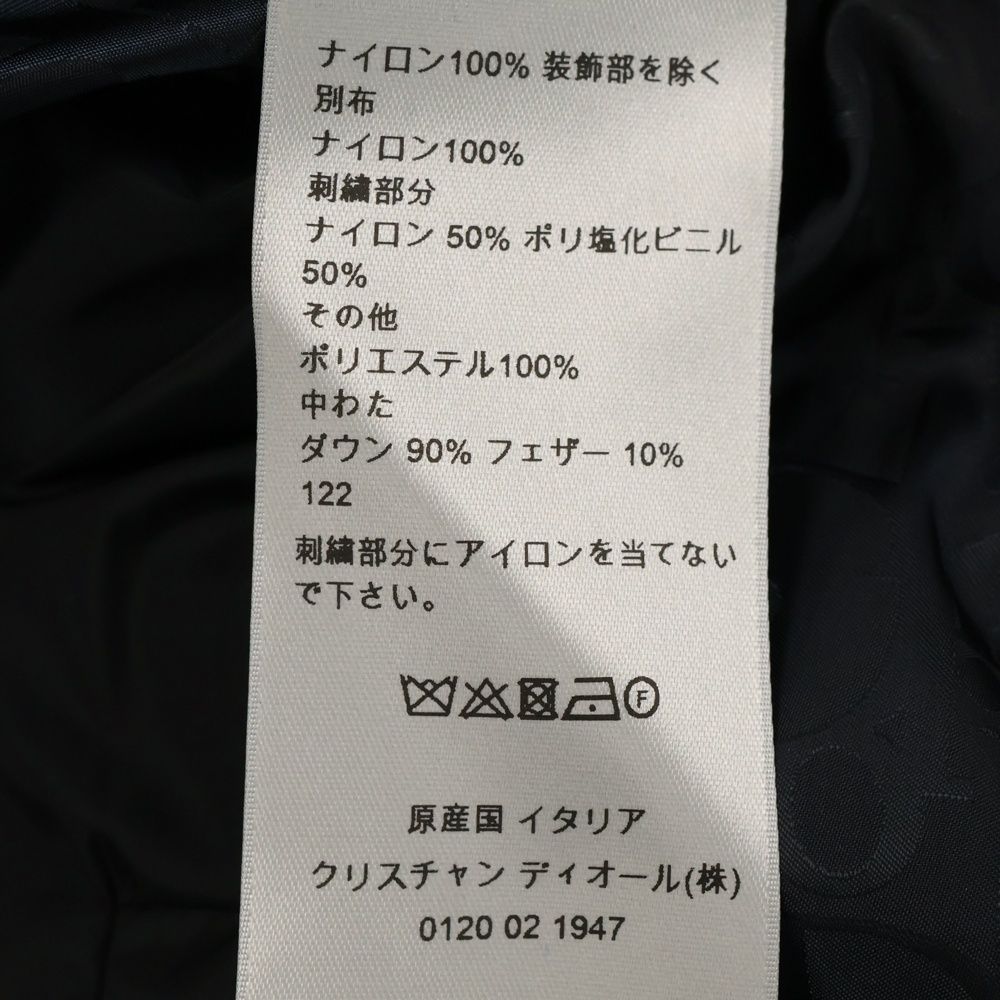 ナイロン100% 装飾部を除く
別布
ナイロン100%
刺繍部分
ナイロン 50% ポリ塩化ビニル
50%
その他
ポリエステル100%
中わた
ダウン 90% フェザー 10%
122
刺繍部分にアイロンを当てない
で下さい。
F
原産国 イタリア
クリスチャン ディオール(株)
0120 02 1947